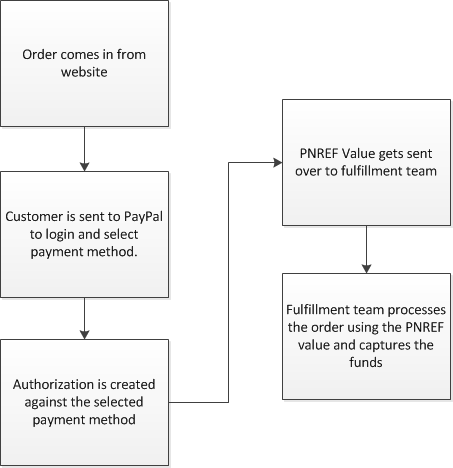 Order comes in from
website
Customer is sent to PayPal
to login and select
payment method.
Authorization is created
against the selected
payment method
PNREF Value gets sent
over to fulfillment team
Fulfillment team processes
the order using the PNREF
value and captures the
funds